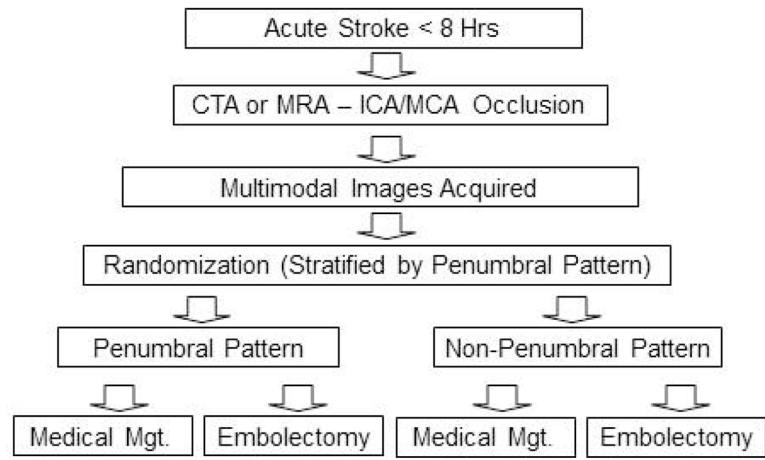 Acute Stroke < 8 Hrs
CTA or MRA – ICA/MCA Occlusion
Multimodal Images Acquired
Randomization (Stratified by Penumbral Pattern)
Penumbral Pattern
Non-Penumbral Pattern
Medical Mgt.
Embolectomy
Medical Mgt.
Embolectomy